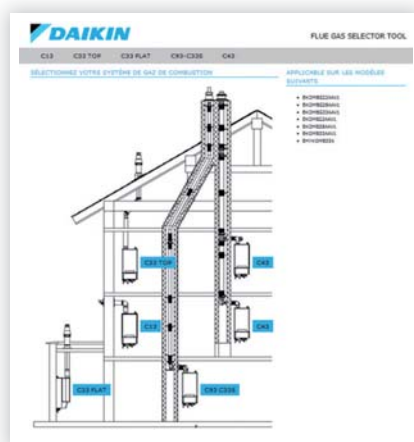 DAIKIN
FLUE GAS SELECTOR TOOL
C13 C33 TOP C33 FLAT C93-C33S C43
SÉLECTIONNEZ VOTRE SYSTÈME DE GAZ DE COMBUSTION
APPLICABLE SUR LES MODÈLES SUIVANTS:
C33 TOP
C43
C13
C43
C33 FLAT
C93 C33S